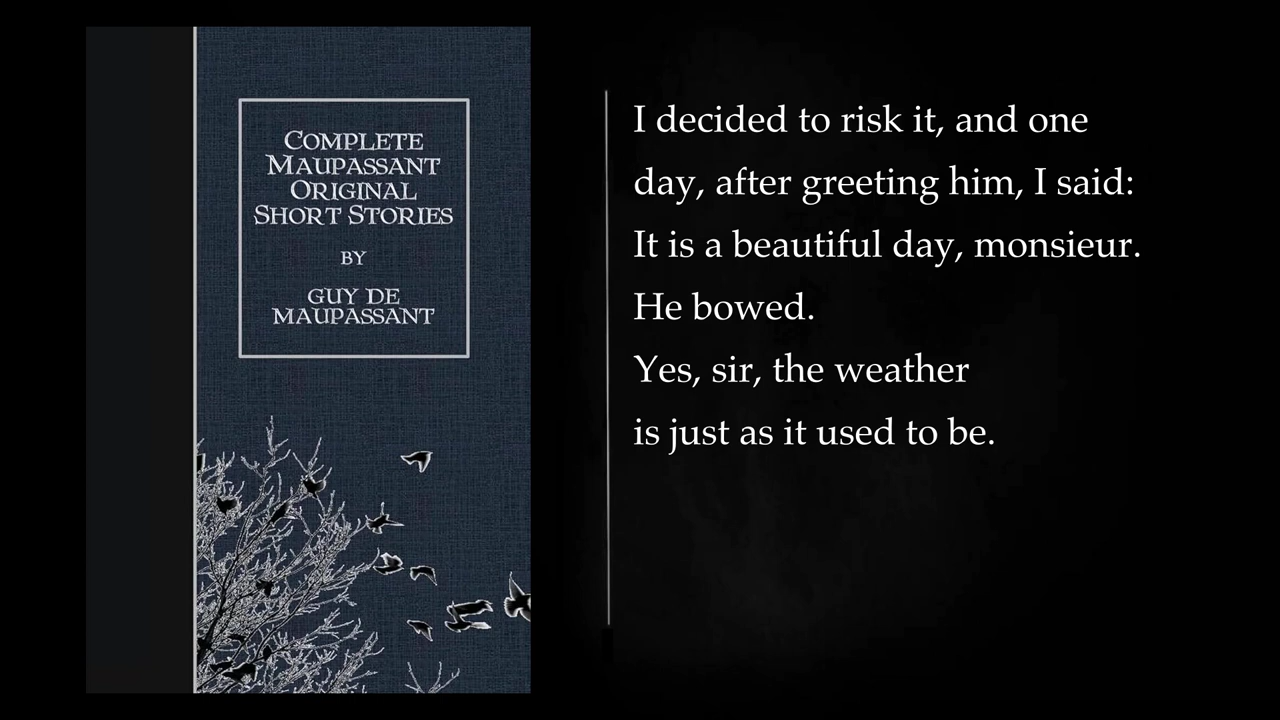 COMPLETE
MAUPASSANT
ORIGINAL
SHORT STORIES
BY
GUY DE
MAUPASSANT
I decided to risk it, and one
day, after greeting him, I said:
It is a beautiful day, monsieur.
He bowed.
Yes, sir, the weather
is just as it used to be.